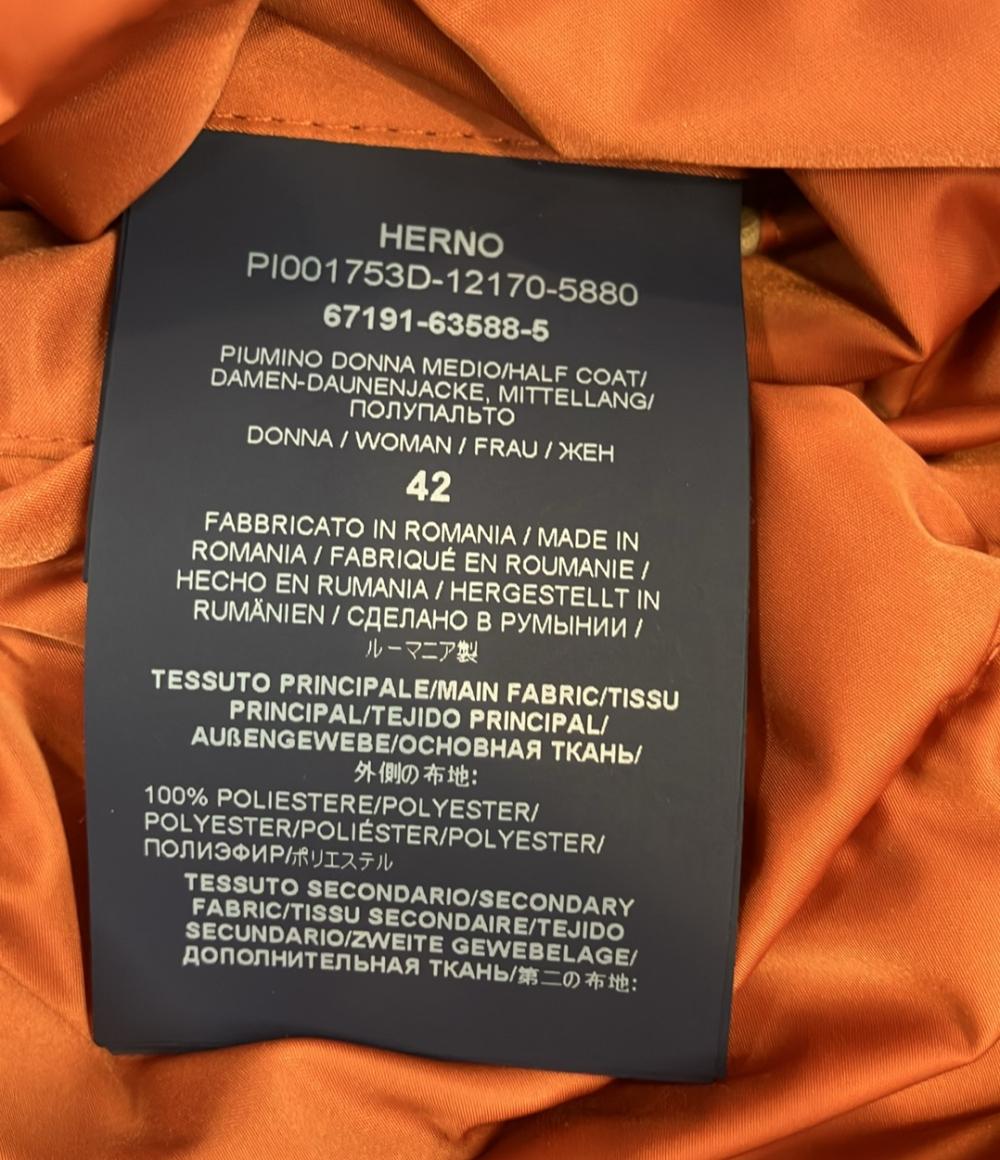 HERNO
PI001753D-12170-5880
67191-63588-5
PIUMINO DONNA MEDIO/HALF COAT/
DAMEN-DAUNENJACKE, MITTELLANG/
ПОЛУПАЛЬТО
DONNA / WOMAN / FRAU / ЖЕН
42
FABBRICATO IN ROMANIA / MADE IN
ROMANIA / FABRIQUÉ EN ROUMANIE /
HECHO EN RUMANIA / HERGESTELLT IN
RUMÄNIEN / СДЕЛАНО В РУМЫНИИ /
ルーマニア製
TESSUTO PRINCIPALE/MAIN FABRIC/TISSU
PRINCIPAL/TEJIDO PRINCIPAL/
AUßENGEWEBE/ОСНОВНАЯ ТКАНЬ/
外側の布地:
100% POLIESTERE/POLYESTER/
POLYESTER/POLIÉSTER/POLYESTER/
ПОЛИЭФИР/ポリエステル
TESSUTO SECONDARIO/SECONDARY
FABRIC/TISSU SECONDAIRE/TEJIDO
SECUNDARIO/ZWEITE GEWEBELAGE/
ДОПОЛНИТЕЛЬНАЯ ТКАНЬ/第二の布地: